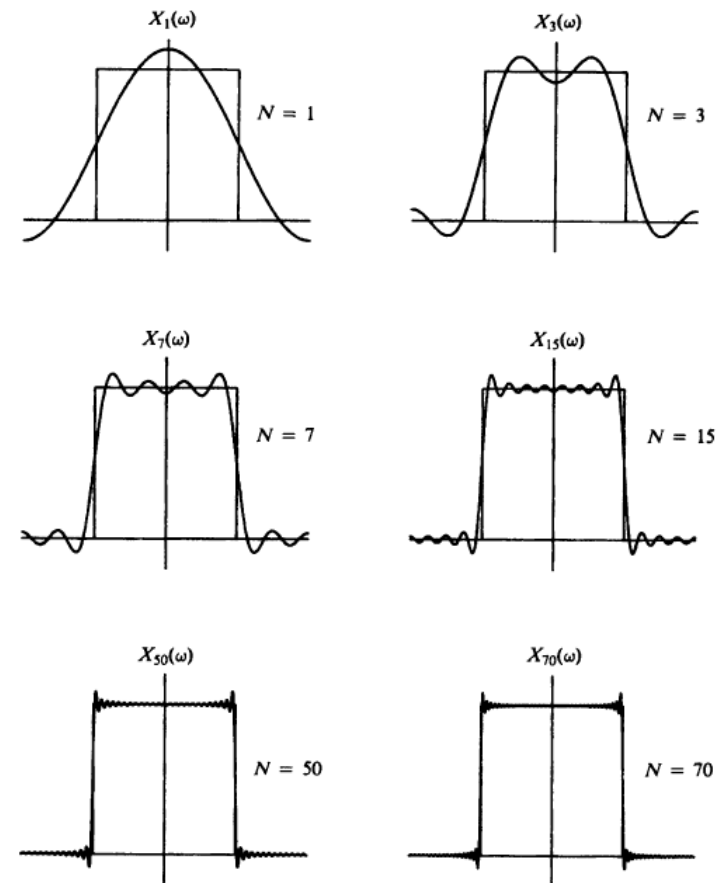 X₁(ω)
X₃(ω)
N = 1
N = 3
X₇(ω)
X₁₅(ω)
N = 7
N = 15
X₅₀(ω)
X₇₀(ω)
N = 50
N = 70